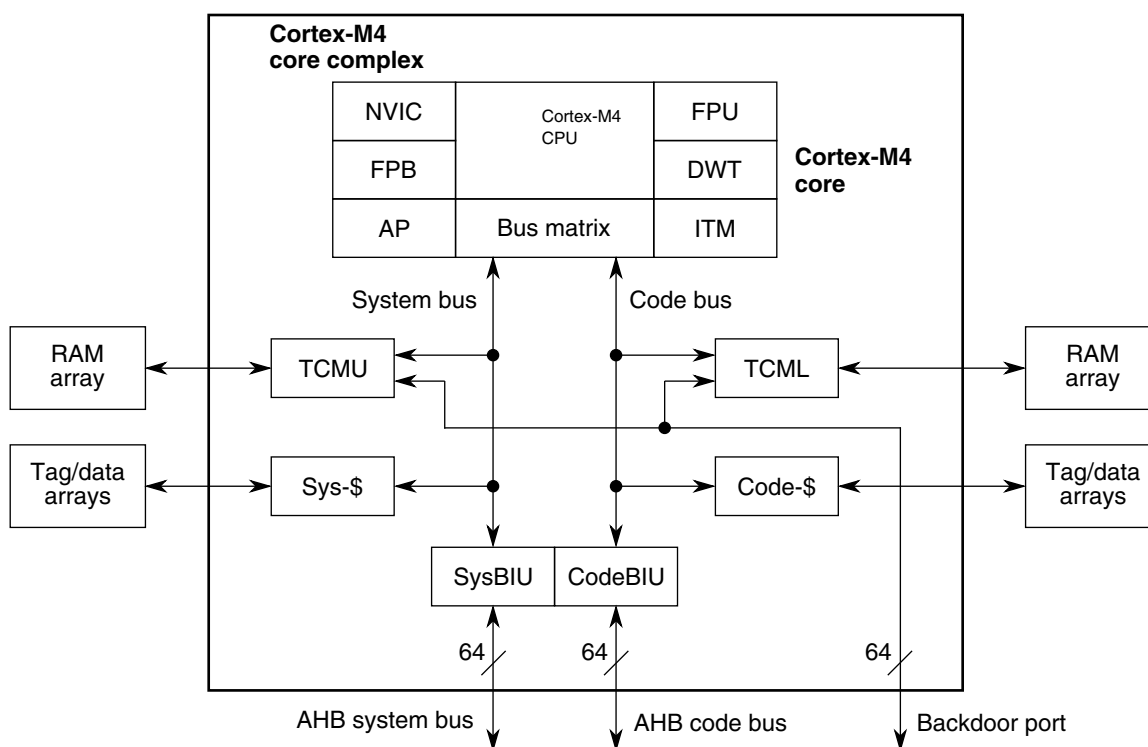 Cortex-M4
core complex
NVIC
Cortex-M4
CPU
FPU
FPB
DWT
Cortex-M4
core
AP
Bus matrix
ITM
System bus
Code bus
RAM
array
TCMU
TCML
RAM
array
Tag/data
arrays
Sys-$
Code-$
Tag/data
arrays
SysBIU
CodeBIU
64
64
64
AHB system bus
AHB code bus
Backdoor port